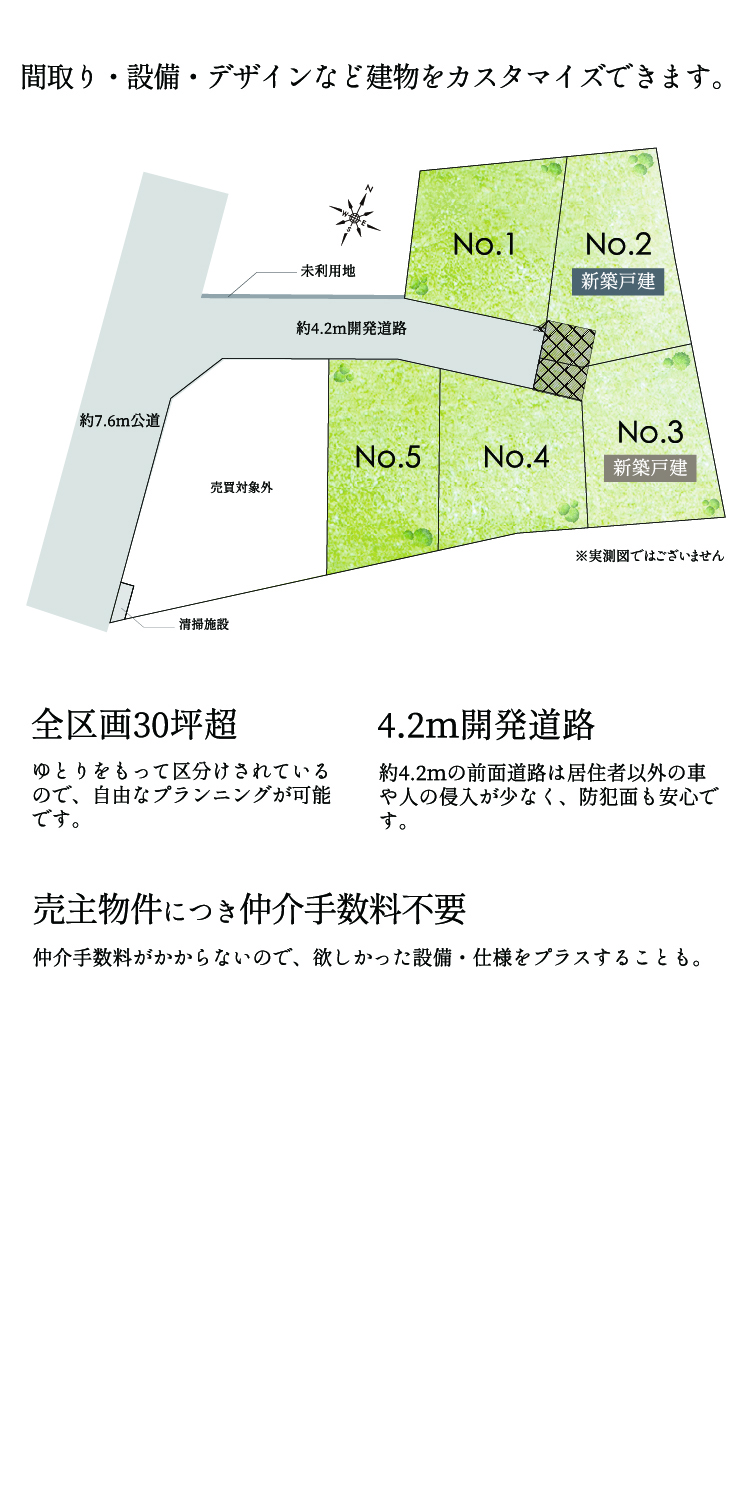 間取り・設備・デザインなど建物をカスタマイズできます。
N
W
E
S
No.1
No.2
新築戸建
未利用地
約4.2m開発道路
約7.6m公道
No.3
新築戸建
No.5
No.4
売買対象外
※実測図ではございません
清掃施設
全区画30坪超
ゆとりをもって区分けされている
ので、自由なプランニングが可能
です。
4.2m開発道路
約4.2mの前面道路は居住者以外の車
や人の侵入が少なく、防犯面も安心で
す。
売主物件につき仲介手数料不要
仲介手数料がかからないので、欲しかった設備・仕様をプラスすることも。